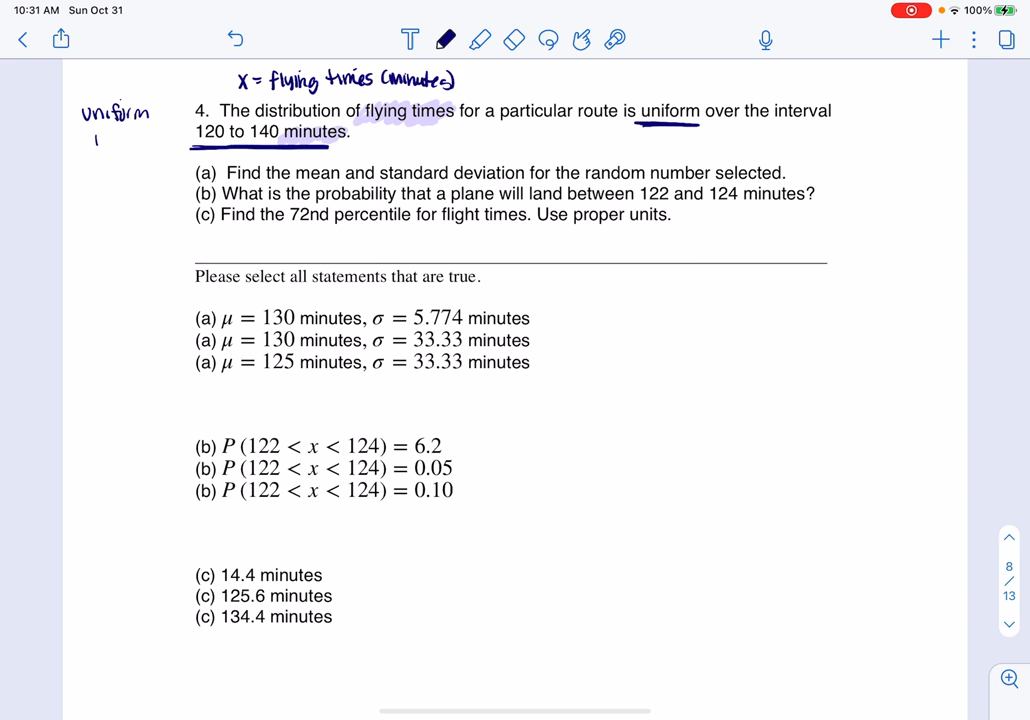 10:31 AM Sun Oct 31
100%
x = flying times (minutes)
uniform
4. The distribution of flying times for a particular route is uniform over the interval
120 to 140 minutes.
(a) Find the mean and standard deviation for the random number selected.
(b) What is the probability that a plane will land between 122 and 124 minutes?
(c) Find the 72nd percentile for flight times. Use proper units.
Please select all statements that are true.
(a) μ = 130 minutes, σ = 5.774 minutes
(a) μ = 130 minutes, σ = 33.33 minutes
(a) μ = 125 minutes, σ = 33.33 minutes
(b) P (122 < x < 124) = 6.2
(b) P (122 < x < 124) = 0.05
(b) P (122 < x < 124) = 0.10
(c) 14.4 minutes
(c) 125.6 minutes
(c) 134.4 minutes
8
/
13